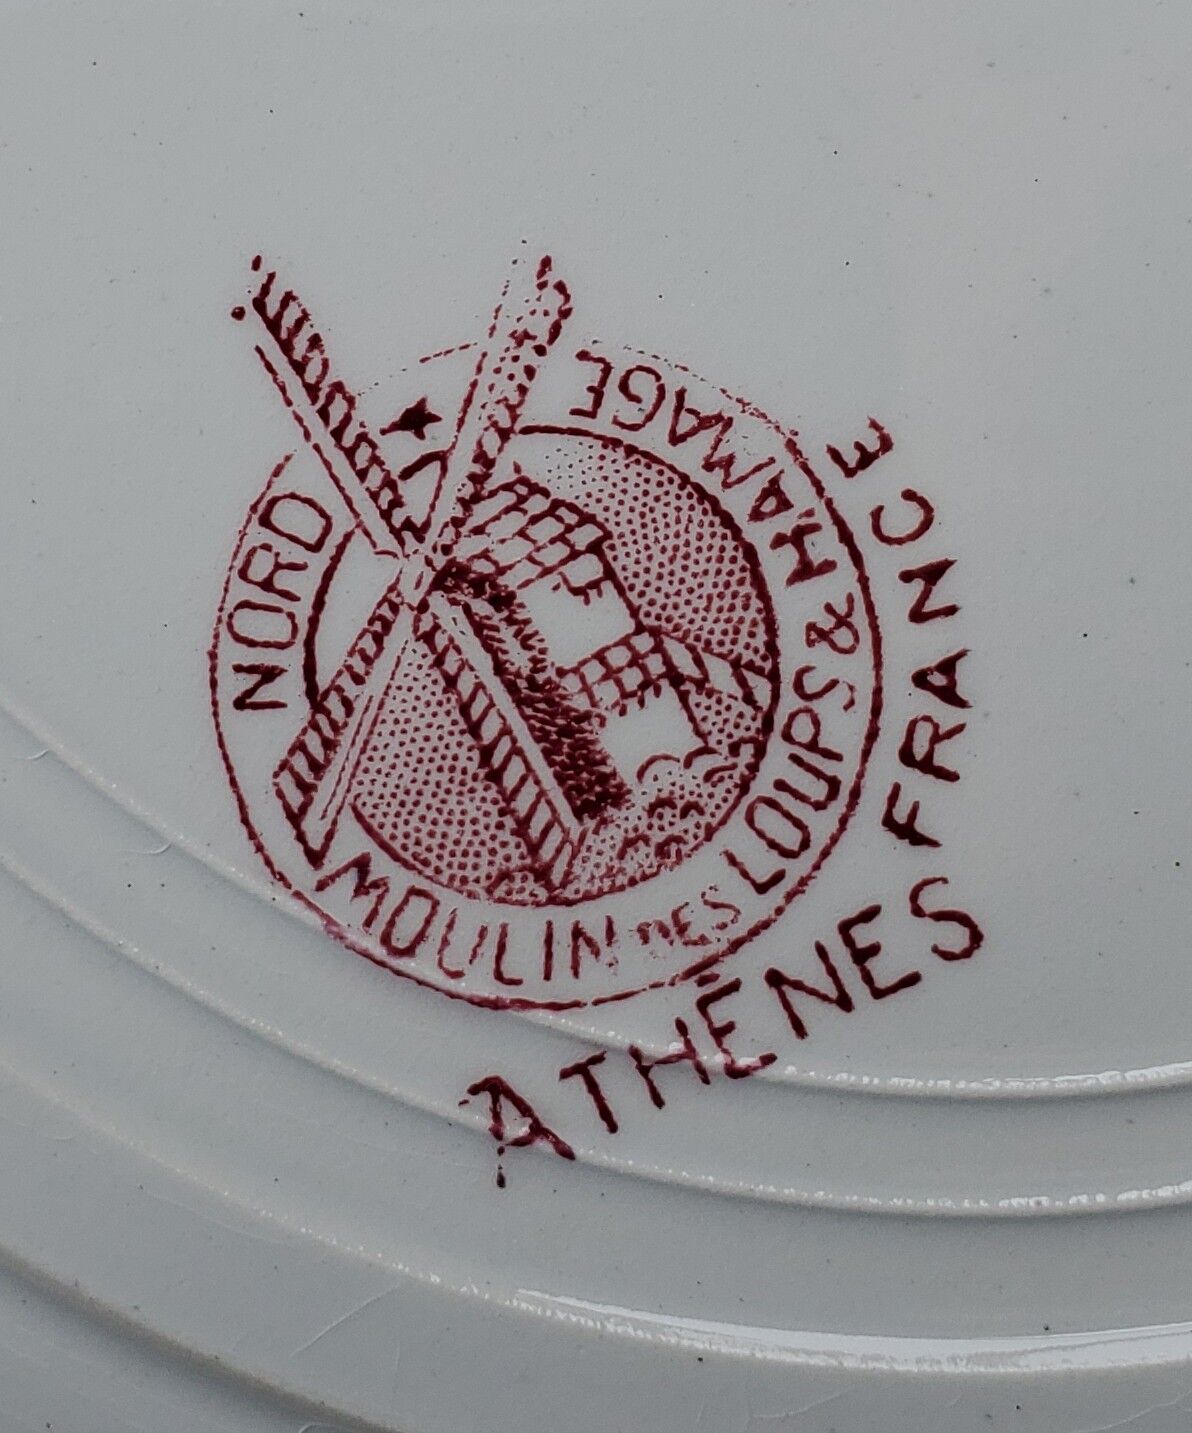 MOULIN DES LOUPS & HAMAGE
NORD
FRANCE
ATHÈNES